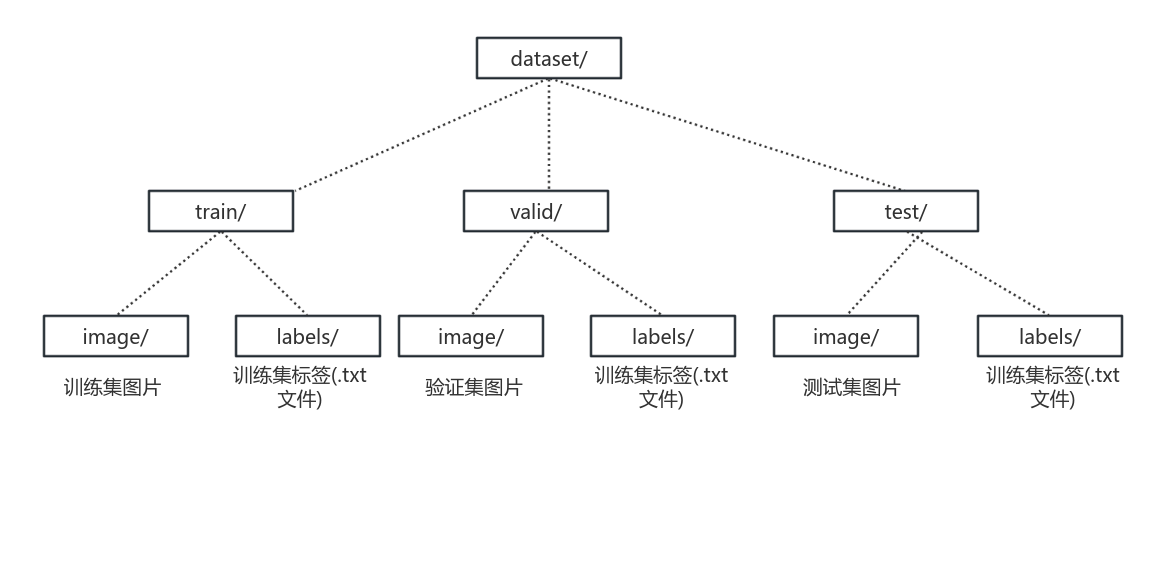 dataset/
train/
valid/
test/
image/
labels/
image/
labels/
image/
labels/
训练集图片
训练集标签(.txt
文件)
验证集图片
训练集标签(.txt
文件)
测试集图片
训练集标签(.txt
文件)